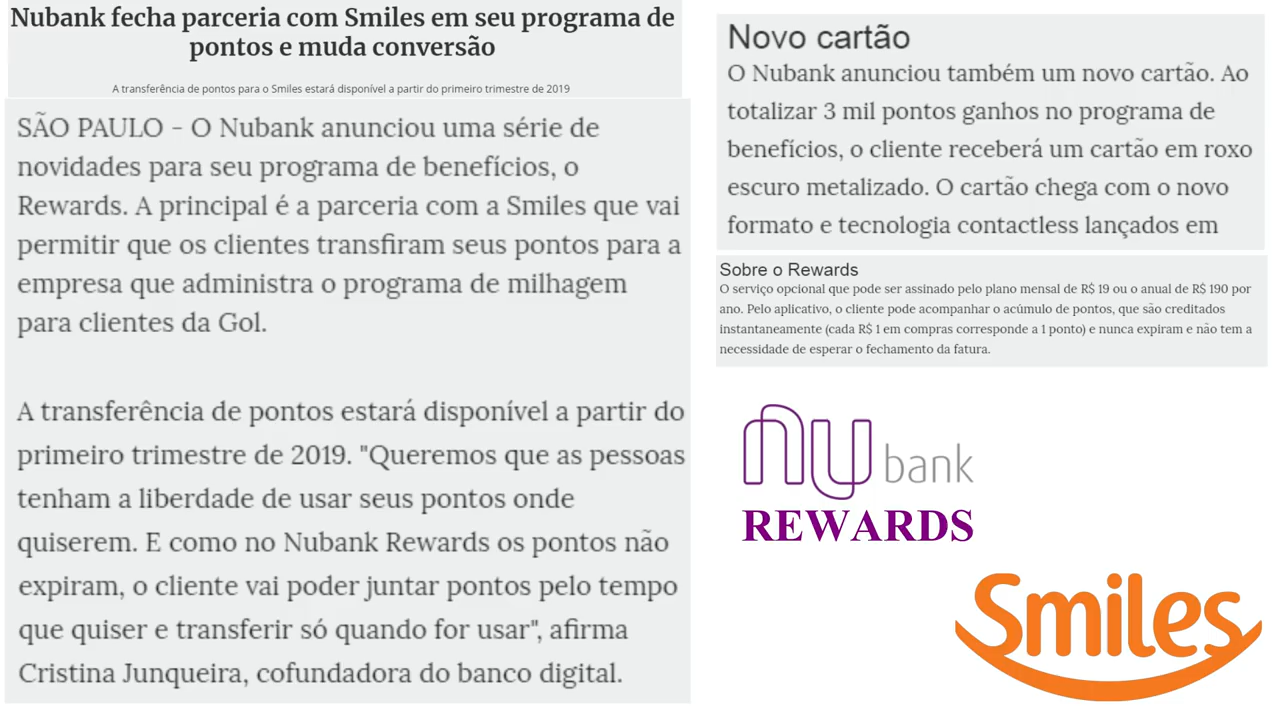 Nubank fecha parceria com Smiles em seu programa de
pontos e muda conversão
A transferência de pontos para o Smiles estará disponível a partir do primeiro trimestre de 2019
SÃO PAULO - O Nubank anunciou uma série de
novidades para seu programa de benefícios, o
Rewards. A principal é a parceria com a Smiles que vai
permitir que os clientes transfiram seus pontos para a
empresa que administra o programa de milhagem
para clientes da Gol.
A transferência de pontos estará disponível a partir do
primeiro trimestre de 2019. "Queremos que as pessoas
tenham a liberdade de usar seus pontos onde
quiserem. E como no Nubank Rewards os pontos não
expiram, o cliente vai poder juntar pontos pelo tempo
que quiser e transferir só quando for usar", afirma
Cristina Junqueira, cofundadora do banco digital.
Novo cartão
O Nubank anunciou também um novo cartão. Ao
totalizar 3 mil pontos ganhos no programa de
benefícios, o cliente receberá um cartão em roxo
escuro metalizado. O cartão chega com o novo
formato e tecnologia contactless lançados em
Sobre o Rewards
O serviço opcional que pode ser assinado pelo plano mensal de R$ 19 ou o anual de R$ 190 por
ano. Pelo aplicativo, o cliente pode acompanhar o acúmulo de pontos, que são creditados
instantaneamente (cada R$ 1 em compras corresponde a 1 ponto) e nunca expiram e não tem a
necessidade de esperar o fechamento da fatura.
nu bank
REWARDS
Smiles